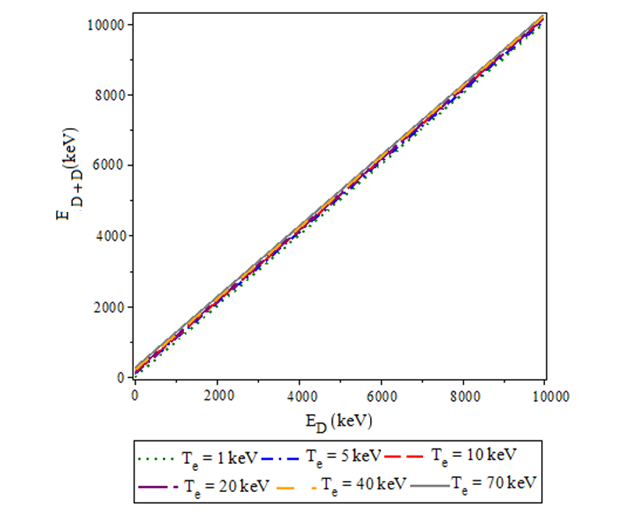 10000
8000
6000
4000
2000
0
E D + D (keV)
0 2000 4000 6000 8000 10000
E D (keV)
T e = 1 keV T e = 5 keV T e = 10 keV
T e = 20 keV T e = 40 keV T e = 70 keV